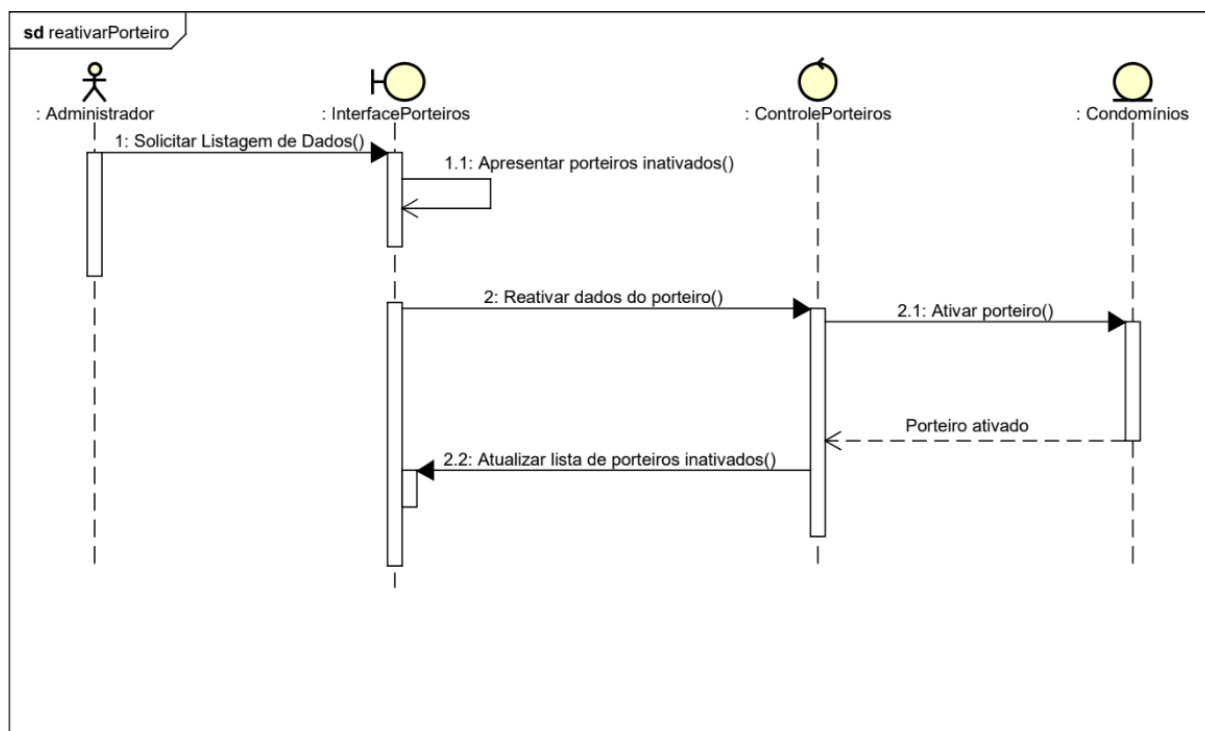 sd reativarPorteiro
: Administrador
: InterfacePorteiros
: ControlePorteiros
: Condomínios
1: Solicitar Listagem de Dados()
1.1: Apresentar porteiros inativados()
2: Reativar dados do porteiro()
2.1: Ativar porteiro()
Porteiro ativado
2.2: Atualizar lista de porteiros inativados()